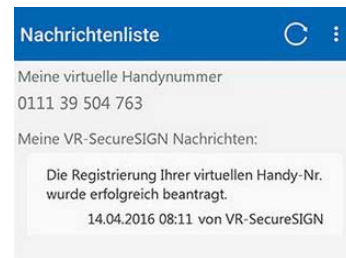 Nachrichtenliste
Meine virtuelle Handynummer
0111 39 504 763
Meine VR-SecureSIGN Nachrichten:
Die Registrierung Ihrer virtuellen Handy-Nr.
wurde erfolgreich beantragt.
14.04.2016 08:11 von VR-SecureSIGN